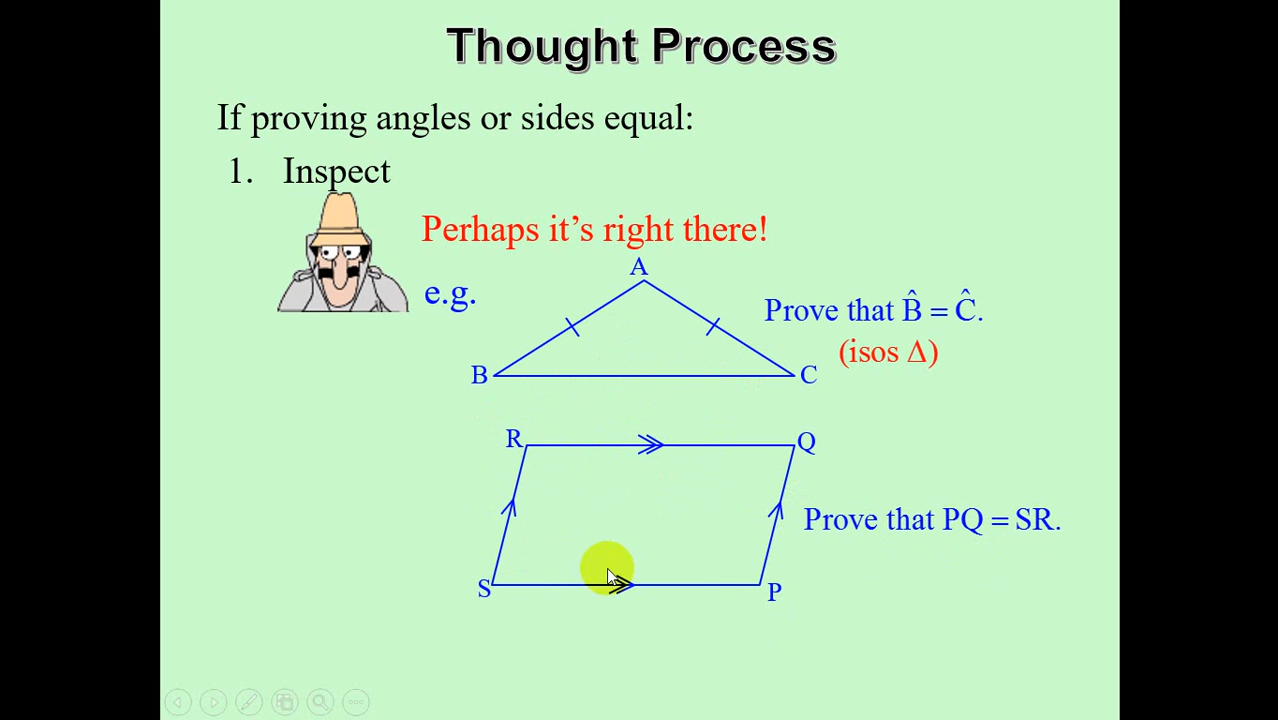 Thought Process
If proving angles or sides equal:
1. Inspect
Perhaps it’s right there!
e.g.
A
B
C
Prove that B̂ = Ĉ.
(isos Δ)
R
Q
S
P
Prove that PQ = SR.